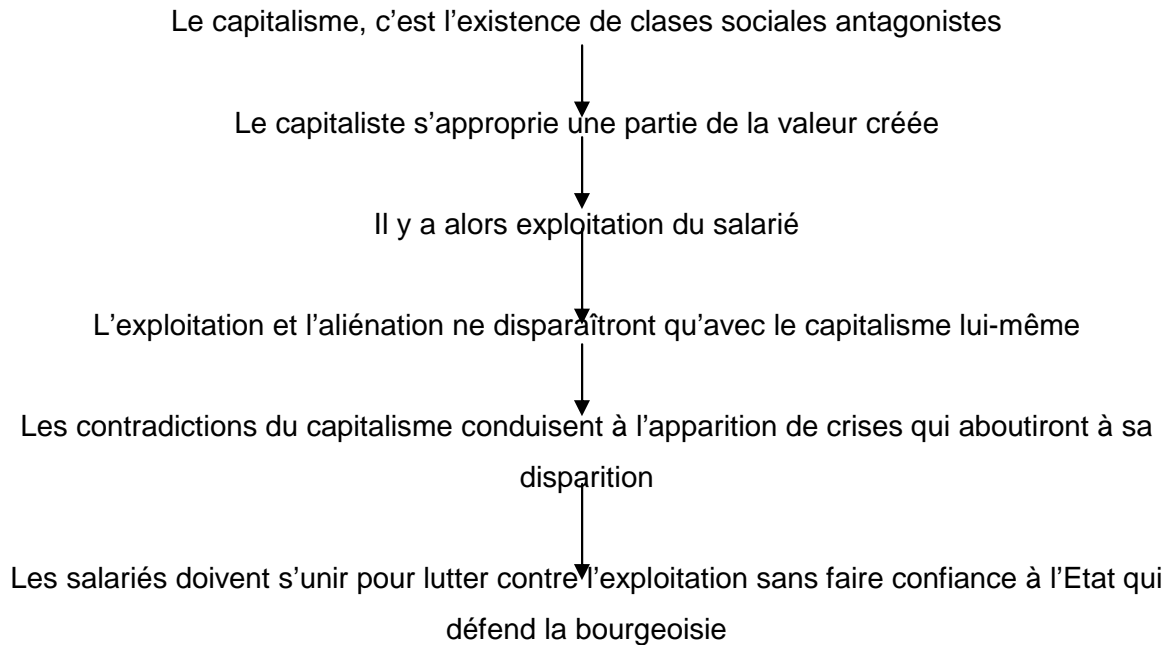 Le capitalisme, c’est l’existence de clases sociales antagonistes
Le capitaliste s’approprie une partie de la valeur créée
Il y a alors exploitation du salarié
L’exploitation et l’aliénation ne disparaîtront qu’avec le capitalisme lui-même
Les contradictions du capitalisme conduisent à l’apparition de crises qui aboutiront à sa
disparition
Les salariés doivent s’unir pour lutter contre l’exploitation sans faire confiance à l’Etat qui
défend la bourgeoisie